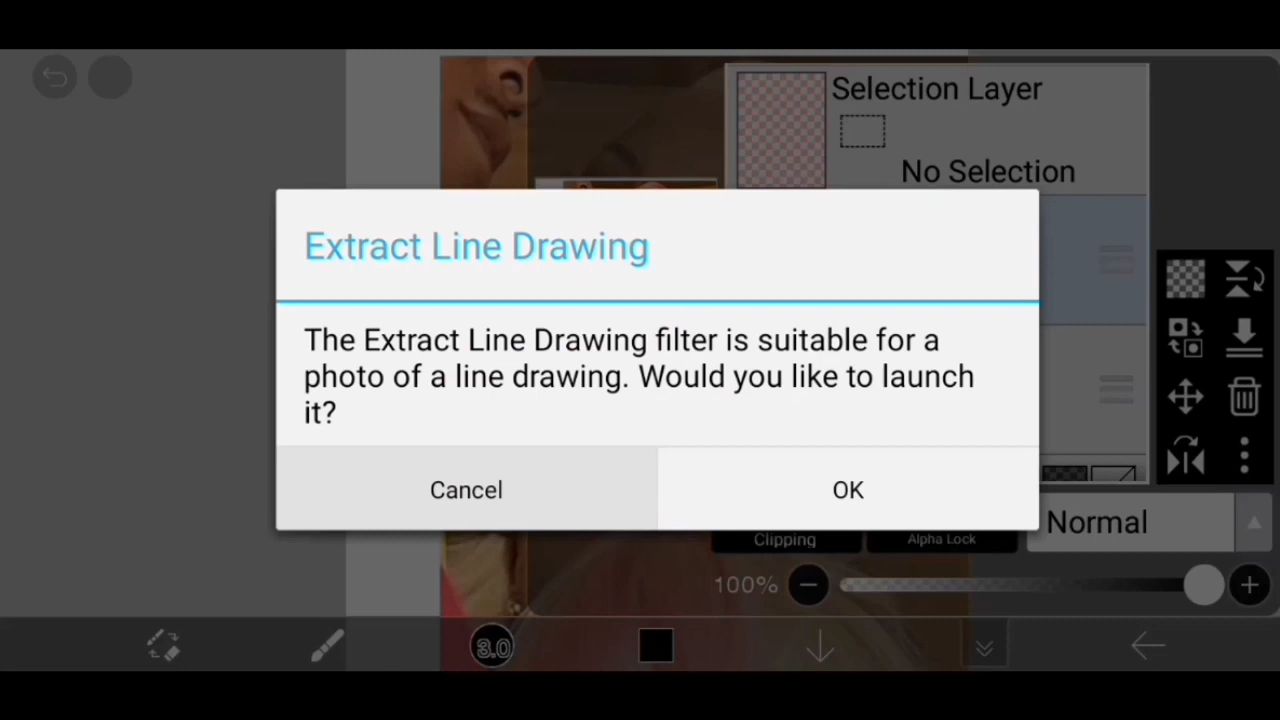 Selection Layer
No Selection
Extract Line Drawing
The Extract Line Drawing filter is suitable for a
photo of a line drawing. Would you like to launch
it?
Cancel
OK
Normal
Clipping
Alpha Lock
100%
3.0